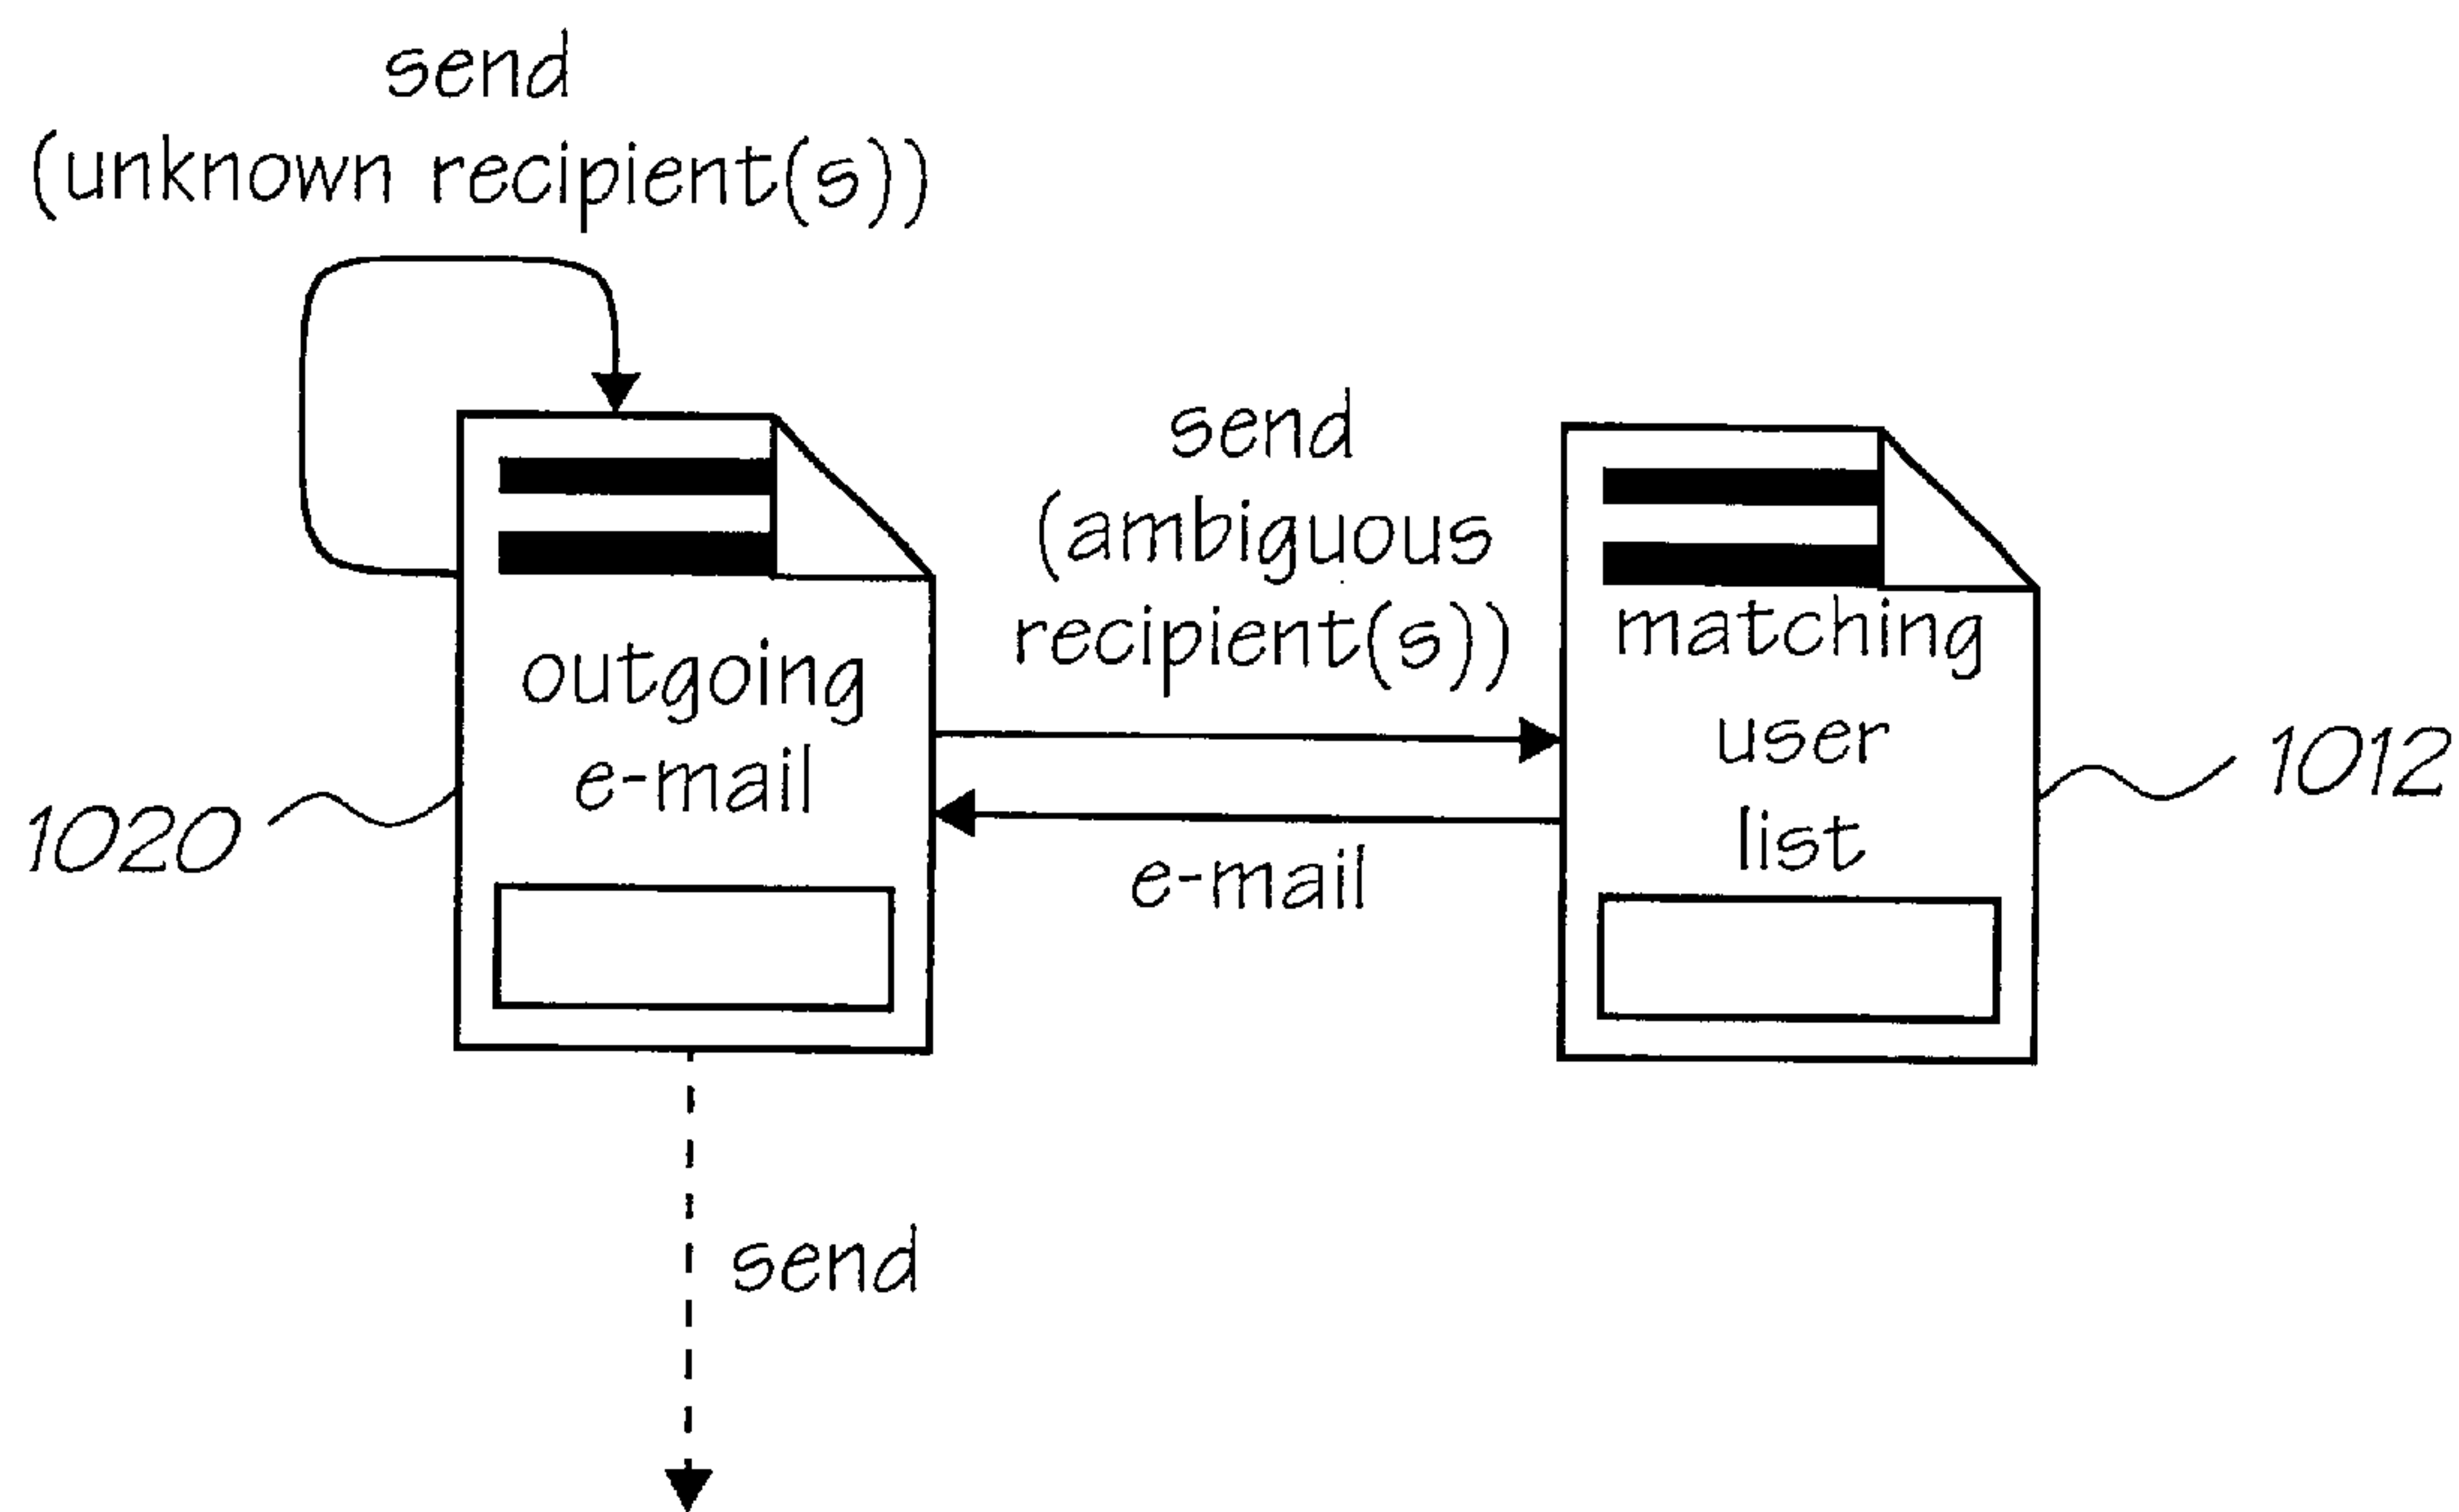 send
(unknown recipient(s))
send
(ambiguous
recipient(s))
outgoing
e-mail
matching
user
list
1020
1012
e-mail
send